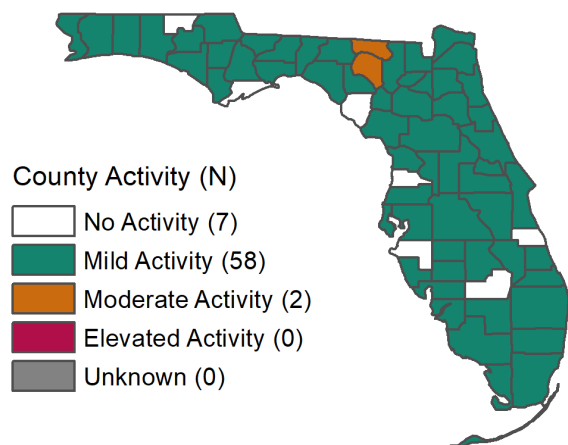 County Activity (N)
No Activity (7)
Mild Activity (58)
Moderate Activity (2)
Elevated Activity (0)
Unknown (0)